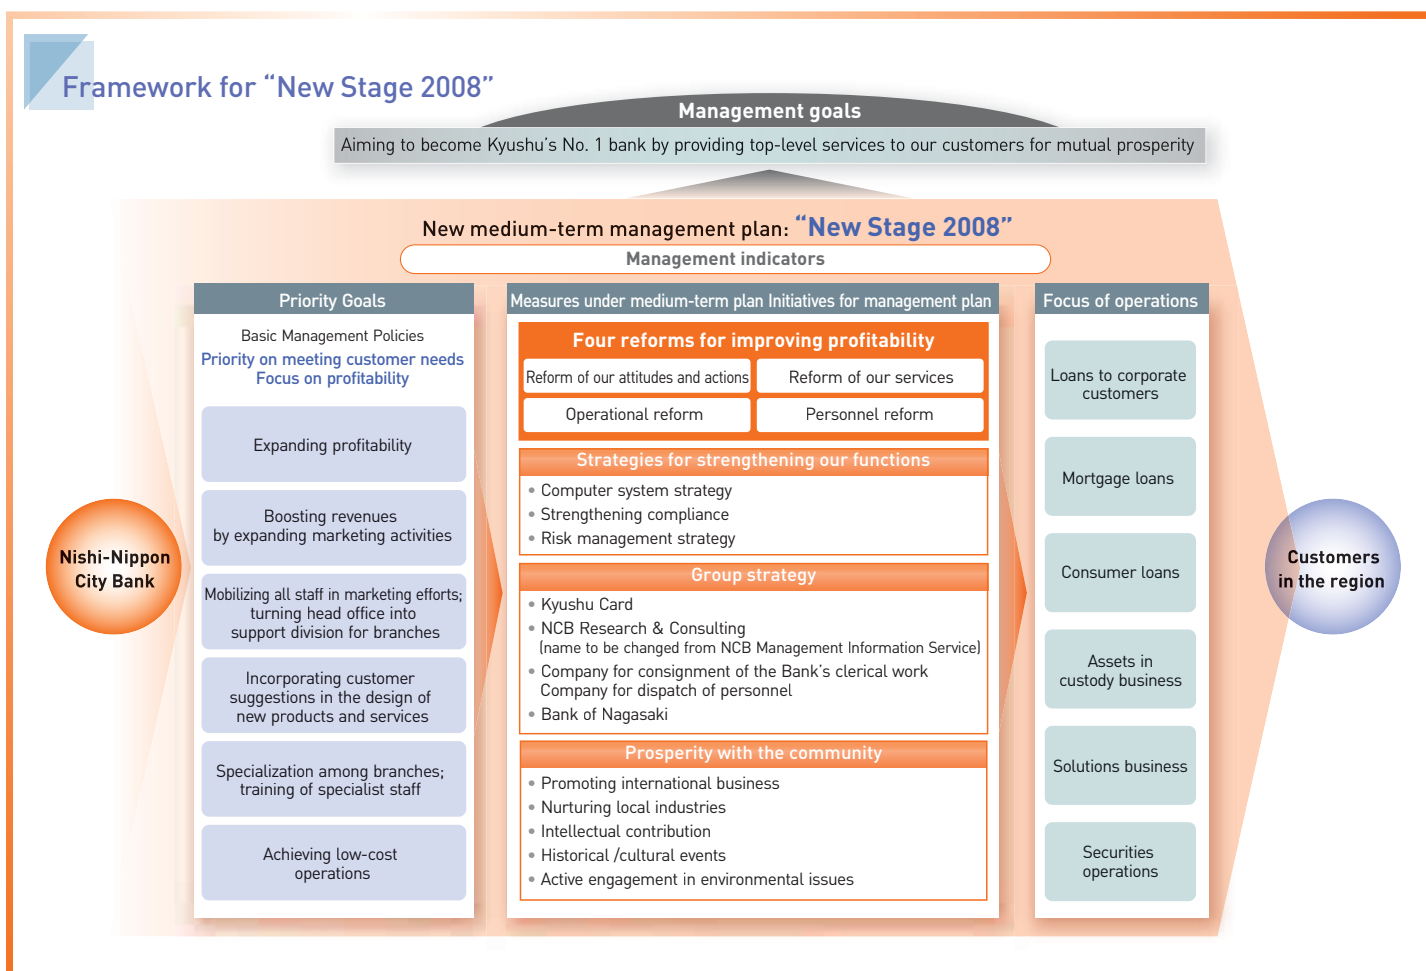 Framework for “New Stage 2008”
Management goals
Aiming to become Kyushu’s No. 1 bank by providing top-level services to our customers for mutual prosperity
New medium-term management plan: “New Stage 2008”
Management indicators
Nishi-Nippon
City Bank
Priority Goals
Basic Management Policies
Priority on meeting customer needs
Focus on profitability
Expanding profitability
Boosting revenues
by expanding marketing activities
Mobilizing all staff in marketing efforts;
turning head office into
support division for branches
Incorporating customer
suggestions in the design of
new products and services
Specialization among branches;
training of specialist staff
Achieving low-cost
operations
Measures under medium-term plan Initiatives for management plan
Four reforms for improving profitability
Reform of our attitudes and actions
Reform of our services
Operational reform
Personnel reform
Strategies for strengthening our functions
• Computer system strategy
• Strengthening compliance
• Risk management strategy
Group strategy
• Kyushu Card
• NCB Research & Consulting
(name to be changed from NCB Management Information Service)
• Company for consignment of the Bank’s clerical work
Company for dispatch of personnel
• Bank of Nagasaki
Prosperity with the community
• Promoting international business
• Nurturing local industries
• Intellectual contribution
• Historical /cultural events
• Active engagement in environmental issues
Focus of operations
Loans to corporate
customers
Mortgage loans
Consumer loans
Assets in
custody business
Solutions business
Securities
operations
Customers
in the region